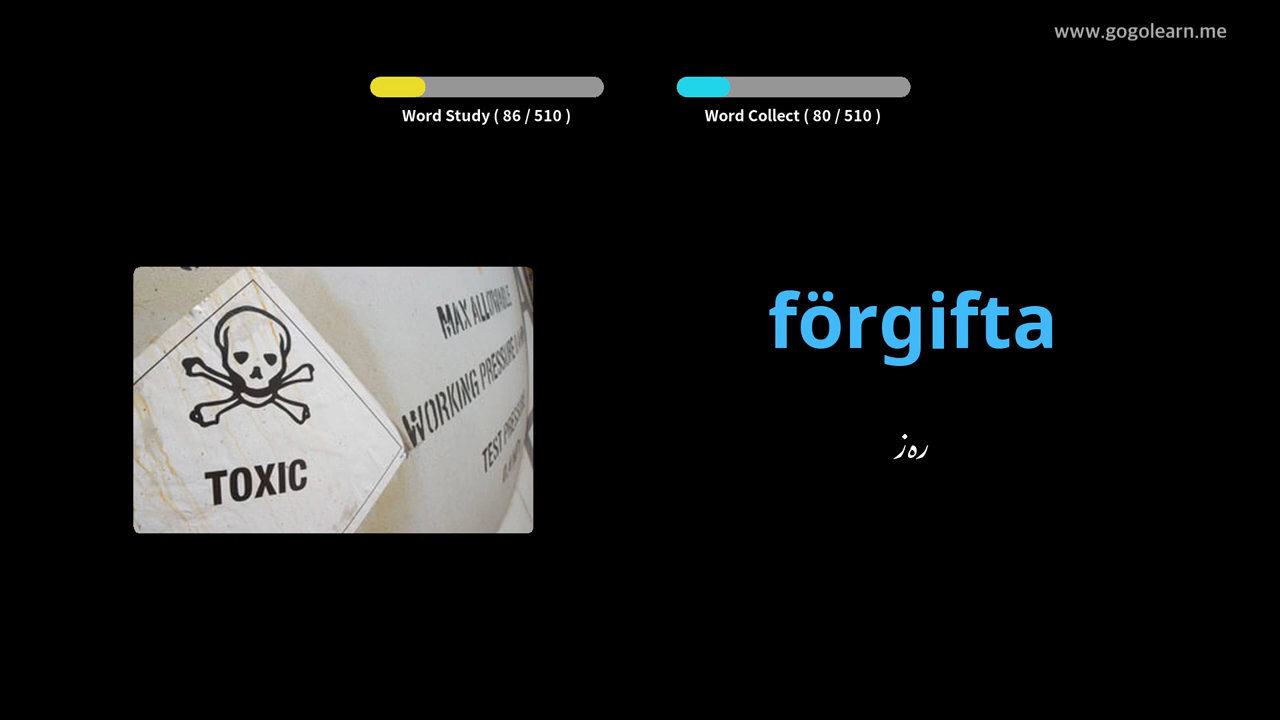 www.gogolearn.me
Word Study ( 86 / 510 )
Word Collect ( 80 / 510 )
MAX ALLOWABLE
WORKING PRESSURE
TEST PRESSURE
TOXIC
förgifta
زہر